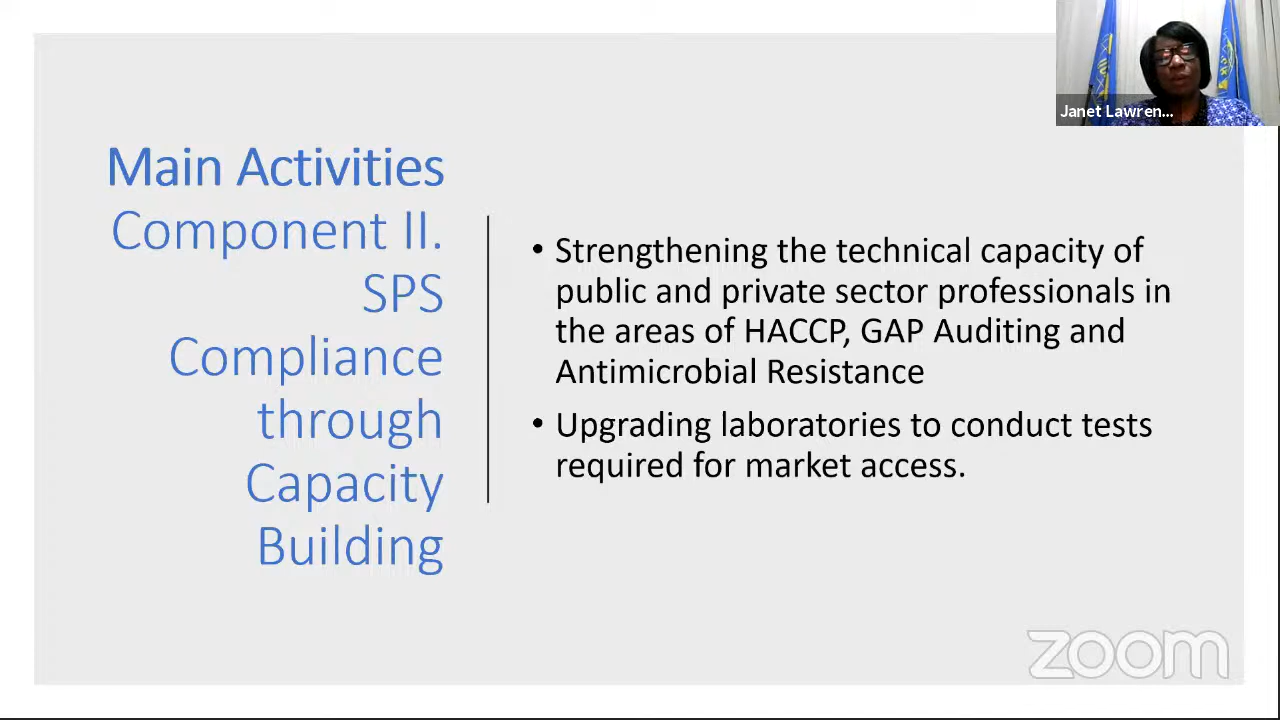 Janet Lawren...
Main Activities
Component II.
SPS
Compliance
through
Capacity
Building
• Strengthening the technical capacity of
public and private sector professionals in
the areas of HACCP, GAP Auditing and
Antimicrobial Resistance
• Upgrading laboratories to conduct tests
required for market access.
zoom